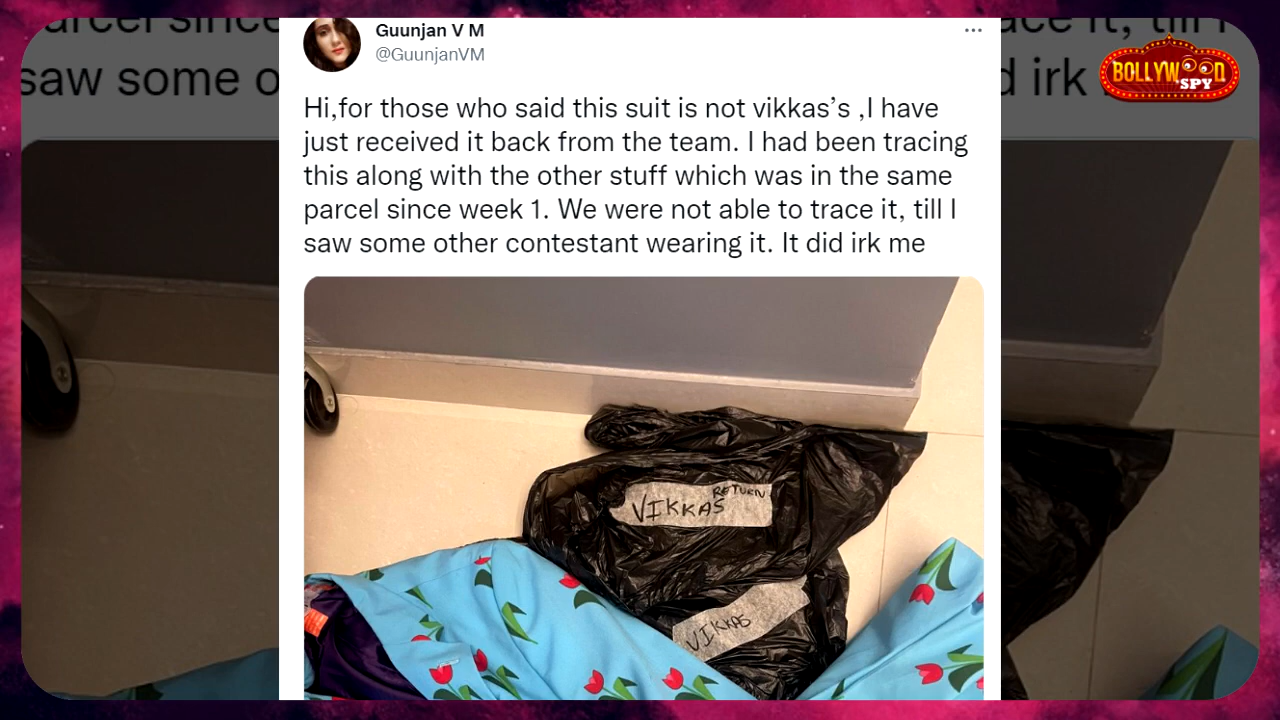 Guunjan V M
@GuunjanVM
Hi,for those who said this suit is not vikkas’s ,I have
just received it back from the team. I had been tracing
this along with the other stuff which was in the same
parcel since week 1. We were not able to trace it, till I
saw some other contestant wearing it. It did irk me
RETURN
VIKKAS
VIKKAS
BOLLYWOOD
SPY
saw some o
d irk